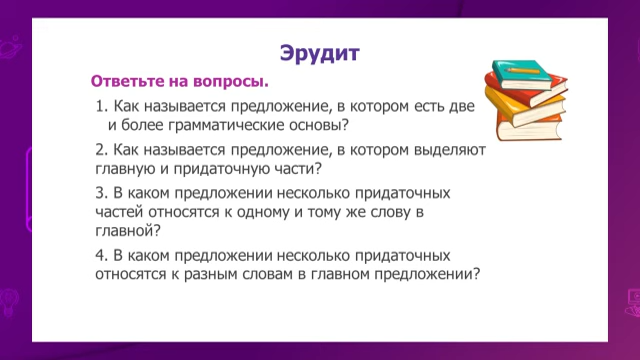 Эрудит
Ответьте на вопросы.
1. Как называется предложение, в котором есть две
и более грамматические основы?
2. Как называется предложение, в котором выделяют
главную и придаточную части?
3. В каком предложении несколько придаточных
частей относятся к одному и тому же слову в
главной?
4. В каком предложении несколько придаточных
относятся к разным словам в главном предложении?